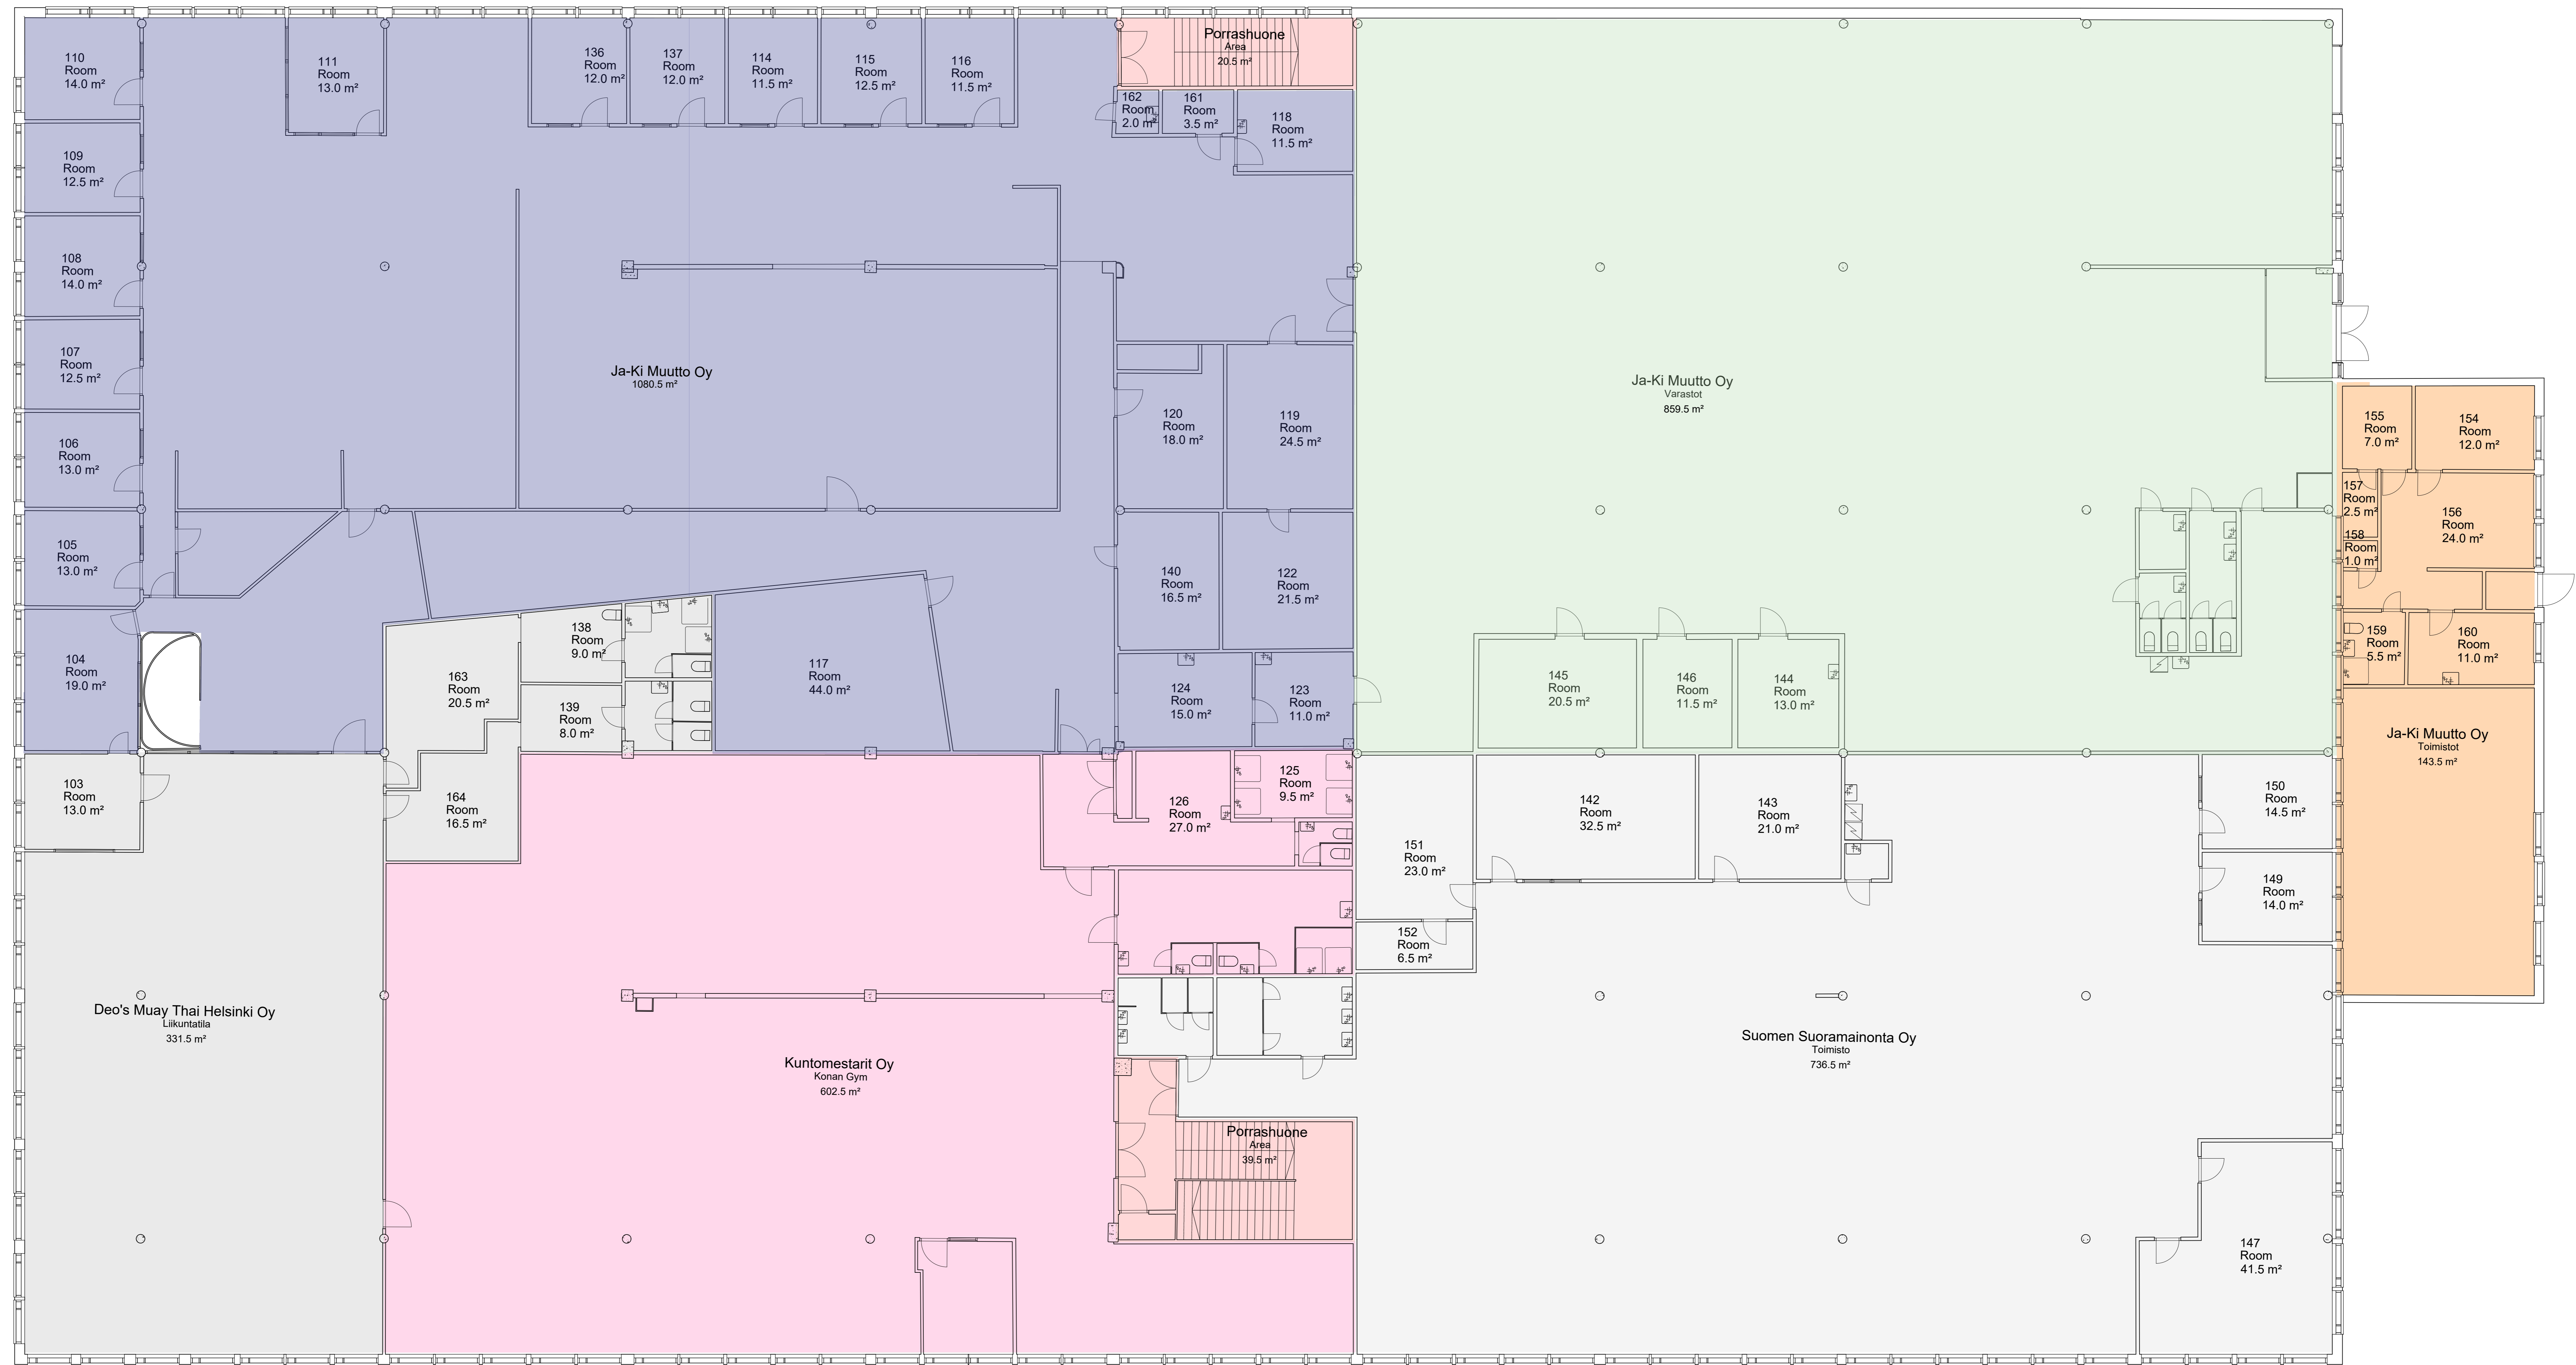 110
Room
14.0 m²
111
Room
13.0 m²
136
Room
12.0 m²
137
Room
12.0 m²
114
Room
11.5 m²
115
Room
12.5 m²
116
Room
11.5 m²
Porrashuone
Area
20.5 m²
162
Room
2.0 m²
161
Room
3.5 m²
118
Room
11.5 m²
109
Room
12.5 m²
108
Room
14.0 m²
107
Room
12.5 m²
Ja-Ki Muutto Oy
1080.5 m²
Ja-Ki Muutto Oy
Varastot
859.5 m²
106
Room
13.0 m²
120
Room
18.0 m²
119
Room
24.5 m²
155
Room
7.0 m²
154
Room
12.0 m²
157
Room
2.5 m²
156
Room
24.0 m²
158
Room
1.0 m²
105
Room
13.0 m²
140
Room
16.5 m²
122
Room
21.5 m²
138
Room
9.0 m²
159
Room
5.5 m²
160
Room
11.0 m²
104
Room
19.0 m²
163
Room
20.5 m²
117
Room
44.0 m²
124
Room
15.0 m²
123
Room
11.0 m²
145
Room
20.5 m²
146
Room
11.5 m²
144
Room
13.0 m²
139
Room
8.0 m²
Ja-Ki Muutto Oy
Toimistot
143.5 m²
103
Room
13.0 m²
164
Room
16.5 m²
126
Room
27.0 m²
125
Room
9.5 m²
142
Room
32.5 m²
143
Room
21.0 m²
150
Room
14.5 m²
151
Room
23.0 m²
149
Room
14.0 m²
152
Room
6.5 m²
Deo's Muay Thai Helsinki Oy
Liikuntatila
331.5 m²
Kuntomestarit Oy
Konan Gym
602.5 m²
Suomen Suoramainonta Oy
Toimisto
736.5 m²
Porrashuone
Area
39.5 m²
147
Room
41.5 m²